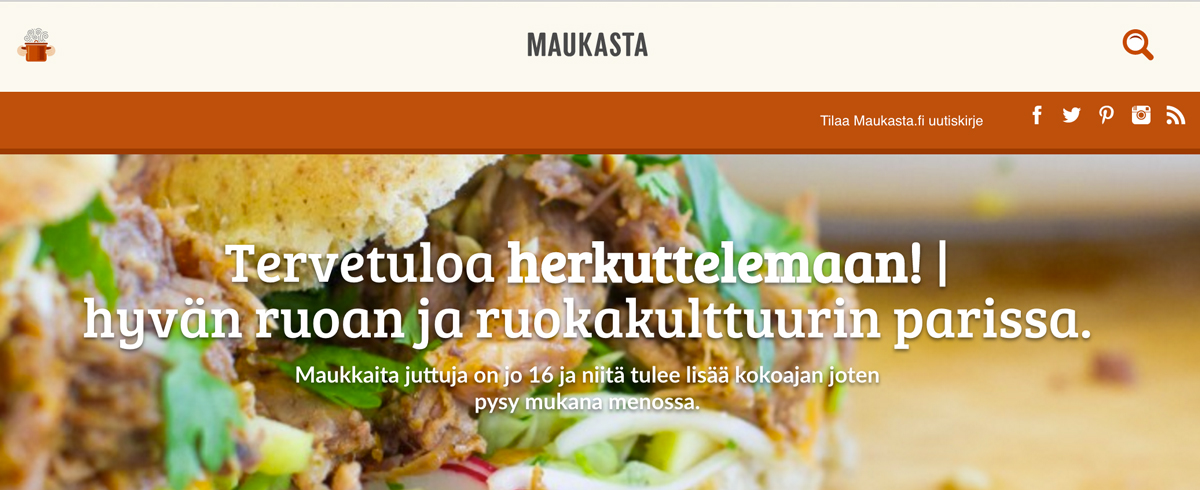 MAUKASTA
Tilaa Maukasta.fi uutiskirje
Tervetuloa herkuttelemaan! |
hyvän ruoan ja ruokakulttuurin parissa.
Maukkaita juttuja on jo 16 ja niitä tulee lisää kokoajan joten
pysy mukana menossa.